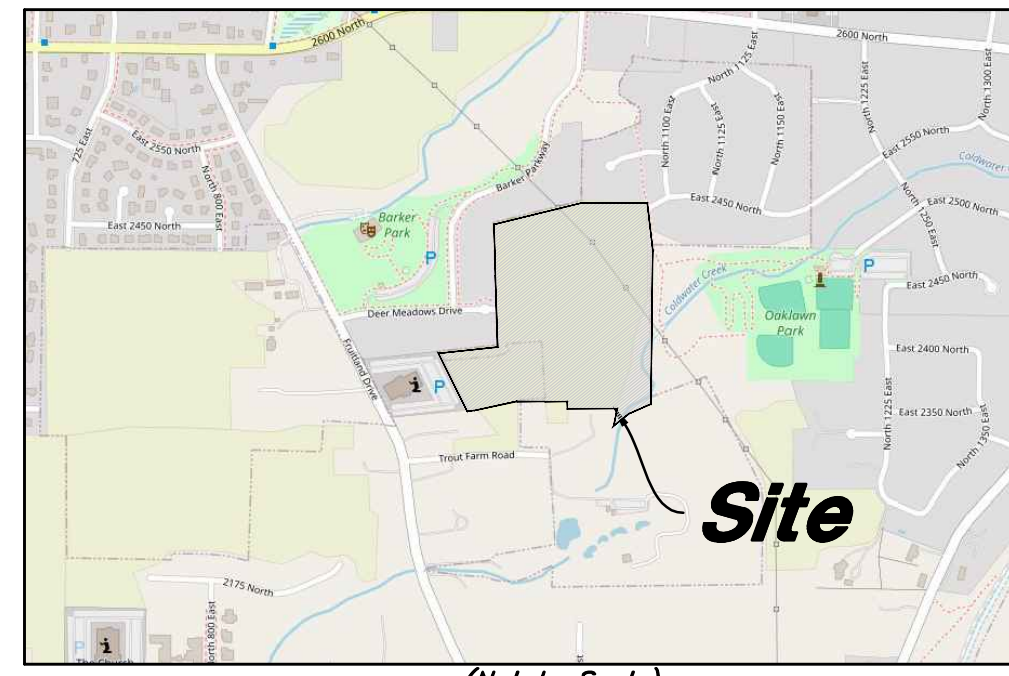 2600 North
2600 North
North 1125 East
North 1300 East
725 East
East 2550 North
North 800 East
East 2450 North
North 1100 East
North 1125 East
North 1150 East
North 1225 East
East 2550 North
Coldwater
Barker Parkway
Barker
Park
P
East 2450 North
North 1250 East
East 2500 North
Deer Meadows Drive
Coldwater Creek
P
East 2450 North
Oaklawn
Park
Fruitland Drive
i
P
East 2400 North
North 1225 East
East 2350 North
North 1350 East
Trout Farm Road
Site
2175 North
P
i
North 800 East
The Church